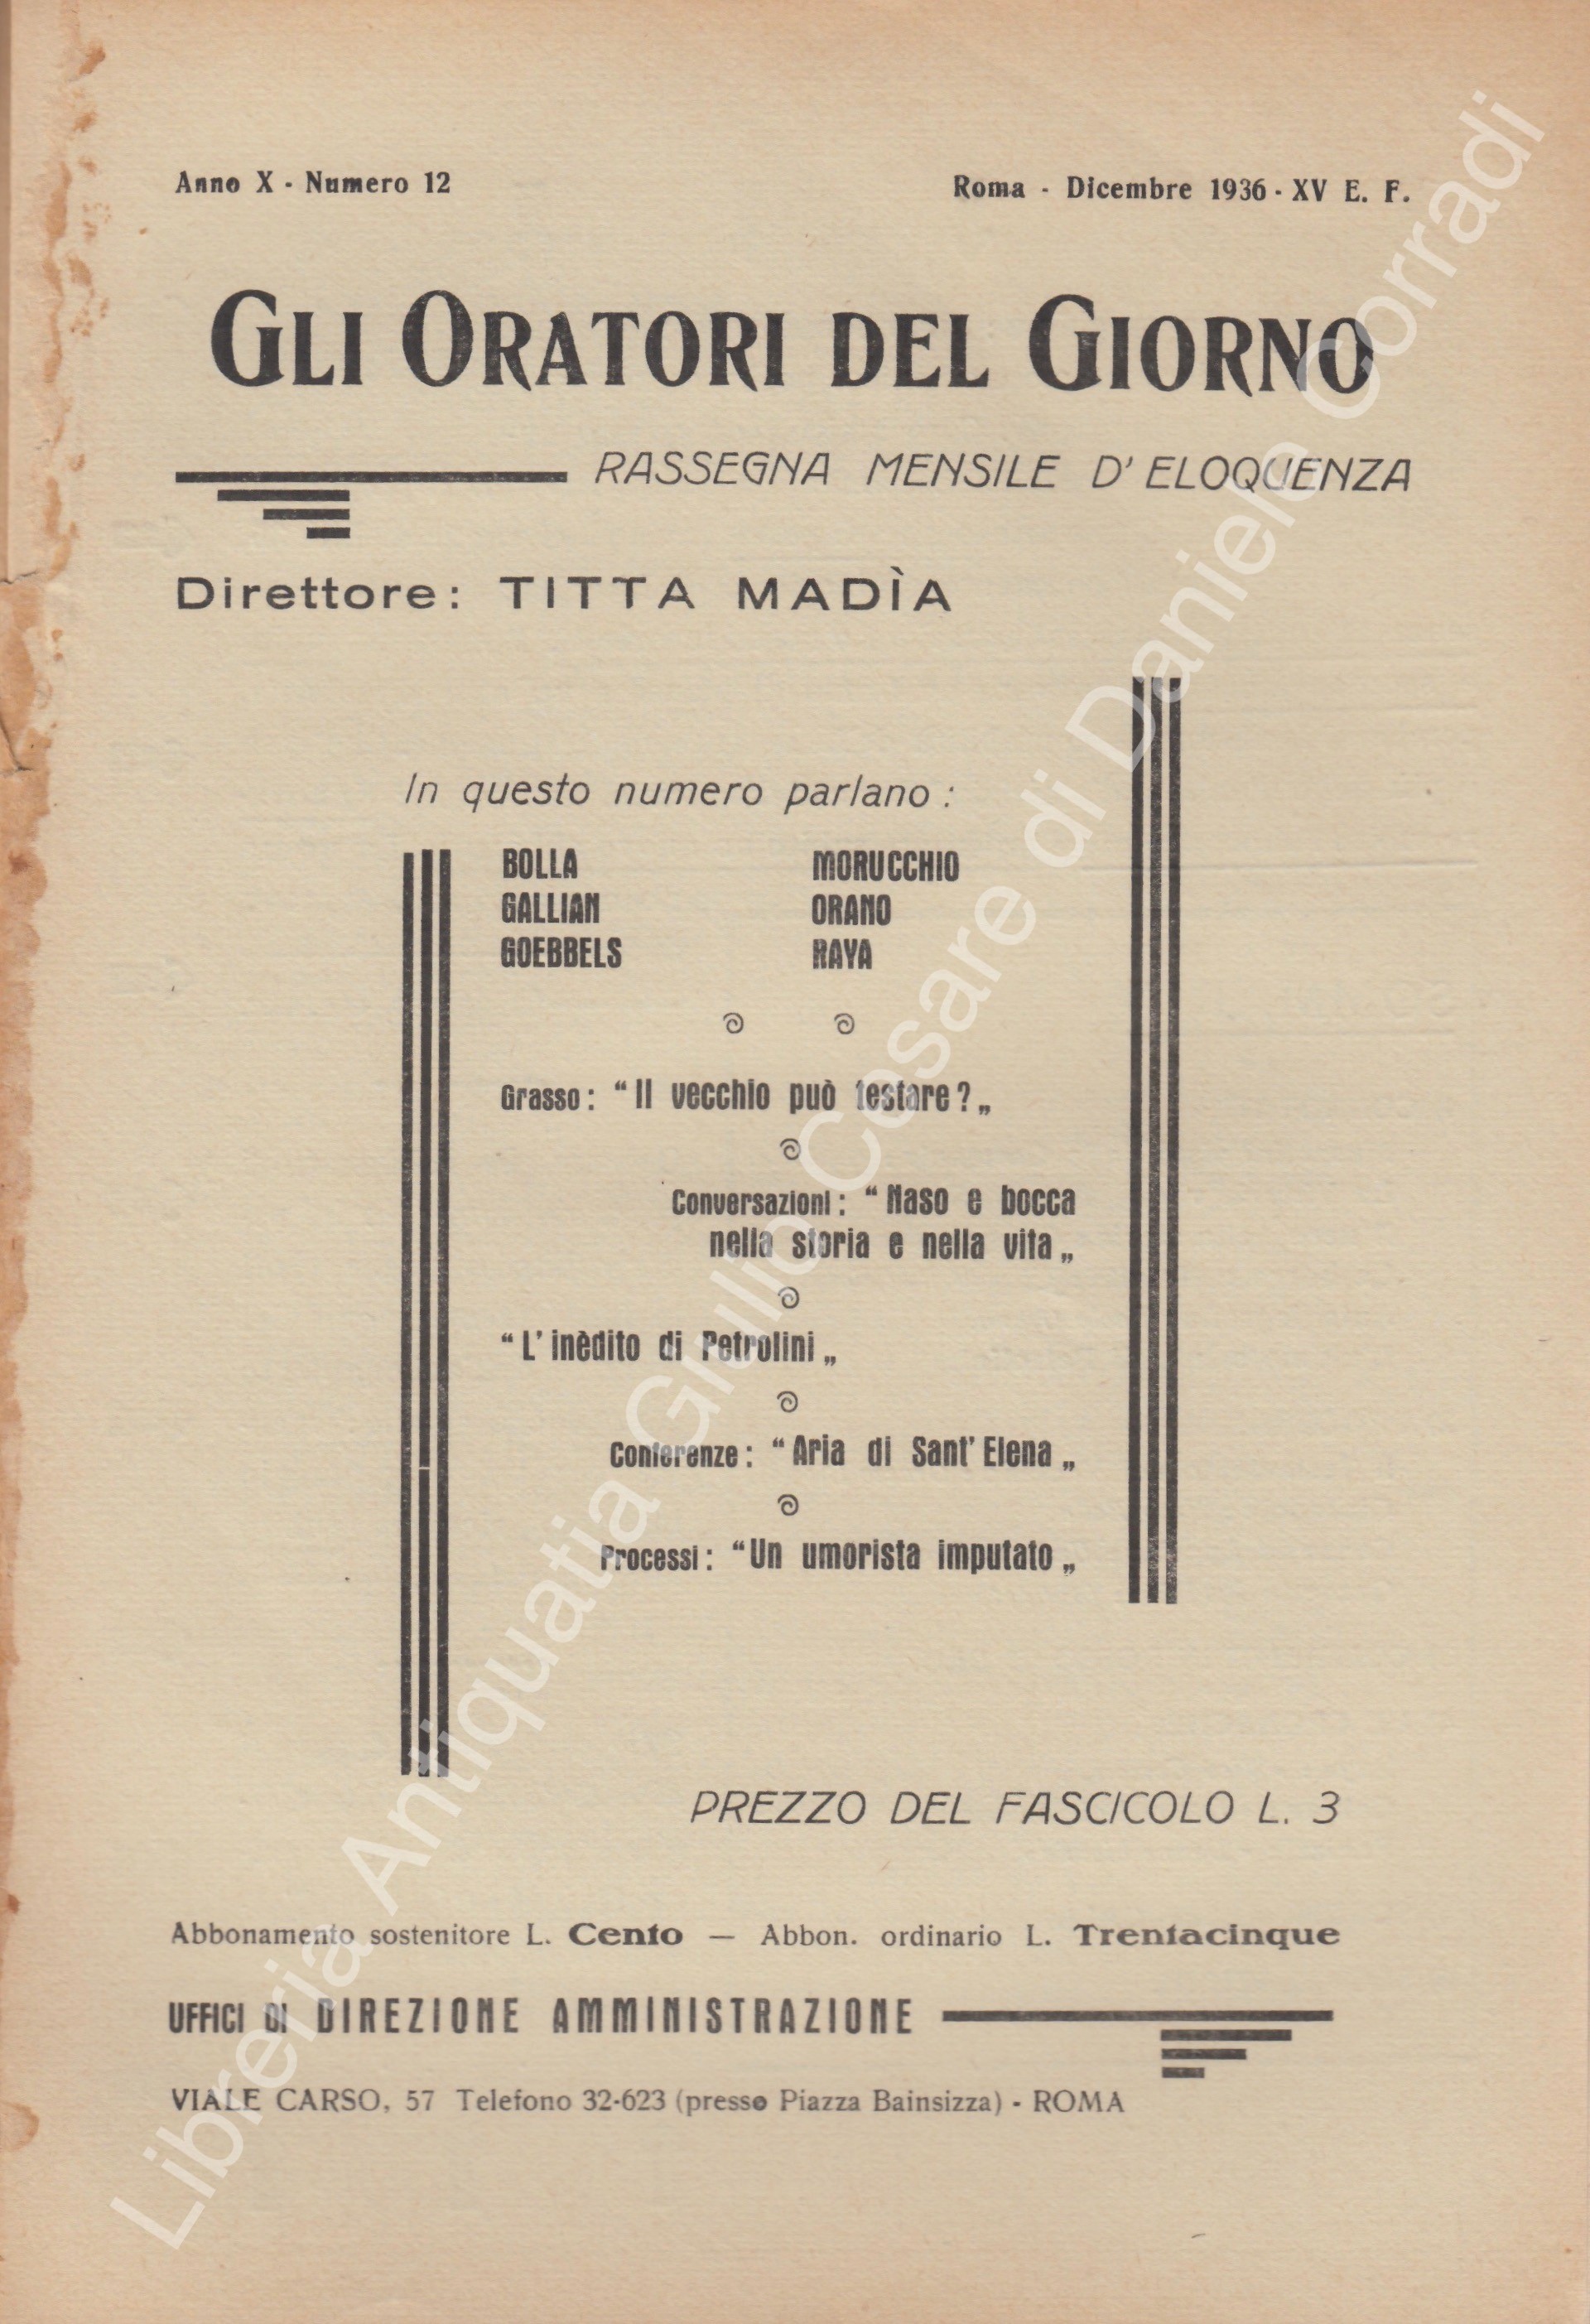 Anno X - Numero 12
Roma - Dicembre 1936 - XV E. F.
GLI ORATORI DEL GIORNO
RASSEGNA MENSILE D' ELOQUENZA
Direttore: TITTA MADÌA
In questo numero parlano :
BOLLA MORUCCHIO
GALLIAN ORANO
GOEBBELS RAYA
Grasso : “ Il vecchio può testare ? „
Conversazioni : “ Naso e bocca
nella storia e nella vita „
“ L' inèdito di Petrolini „
Conferenze : “ Aria di Sant' Elena „
Processi : “ Un umorista imputato „
PREZZO DEL FASCICOLO L. 3
Abbonamento sostenitore L. Cento — Abbon. ordinario L. Trentacinque
UFFICI DI DIREZIONE AMMINISTRAZIONE
VIALE CARSO, 57 Telefono 32-623 (presso Piazza Bainsizza) - ROMA
Libreria Antiquatia Giulio Cesare di Daniele Corradi